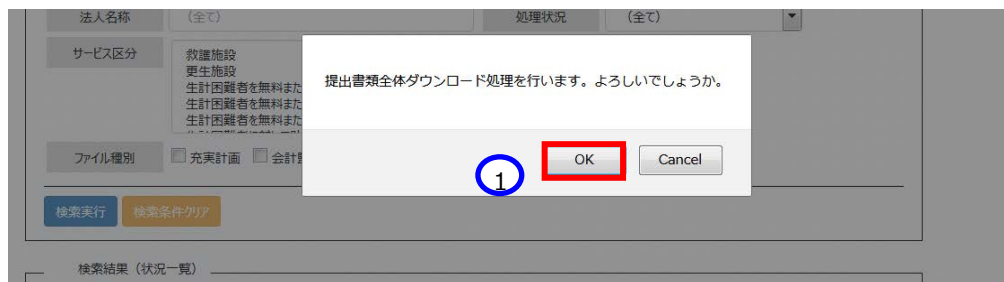 法人名称 (全て) 処理状況 (全て)
サービス区分 救護施設
更生施設
生計困難者を無料また
生計困難者を無料また
生計困難者を無料また
提出書類全体ダウンロード処理を行います。よろしいでしょうか。
OK Cancel
1
ファイル種別 充実計画 会計
検索実行 検索条件クリア
検索結果（状況一覧）